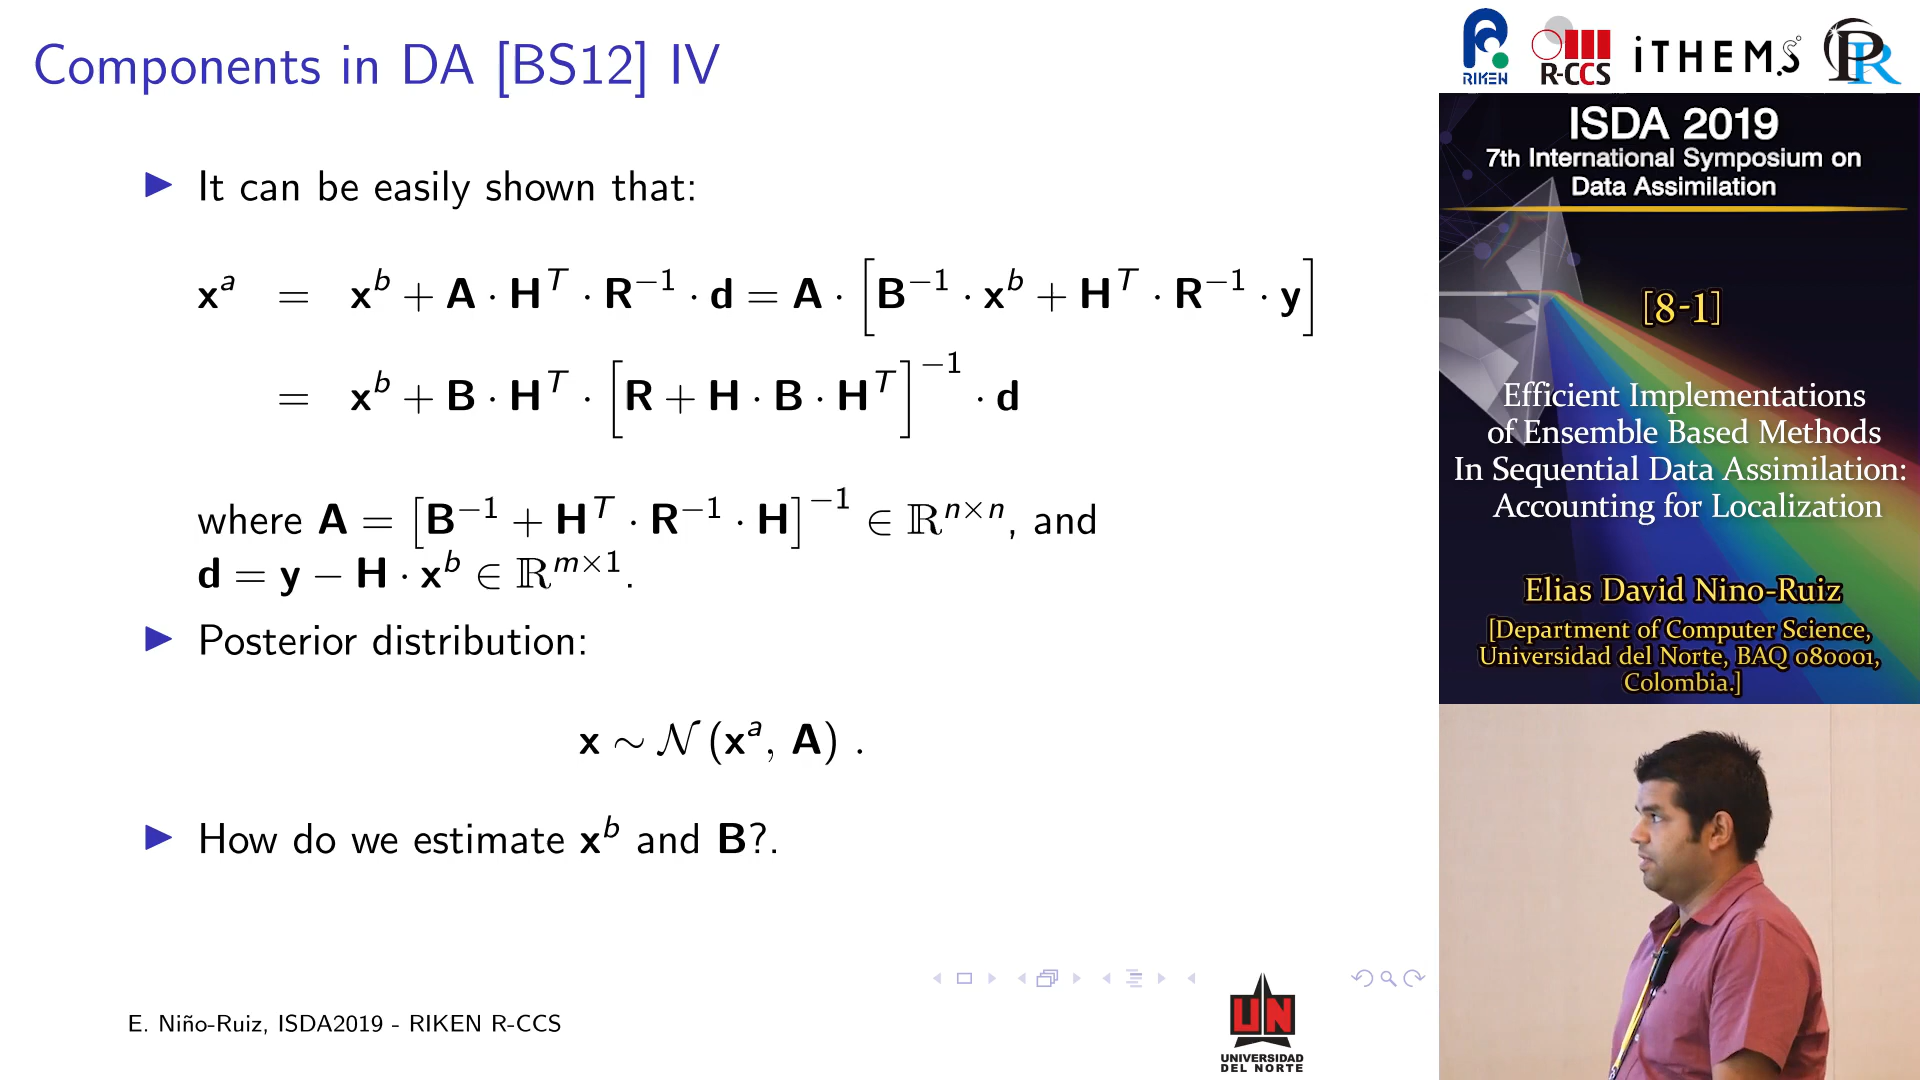 Components in DA [BS12] IV
▶ It can be easily shown that:
xᵃ = xᵇ + A · Hᵀ · R⁻¹ · d = A · [B⁻¹ · xᵇ + Hᵀ · R⁻¹ · y]
= xᵇ + B · Hᵀ · [R + H · B · Hᵀ]⁻¹ · d
where A = [B⁻¹ + Hᵀ · R⁻¹ · H]⁻¹ ∈ ℝⁿˣⁿ, and
d = y − H · xᵇ ∈ ℝᵐˣ¹.
▶ Posterior distribution:
x ∼ 𝒩 (xᵃ, A) .
▶ How do we estimate xᵇ and B?.
E. Niño-Ruiz, ISDA2019 - RIKEN R-CCS
UN
UNIVERSIDAD
DEL NORTE
RIKEN
R-CCS
iTHEMS
PR
ISDA 2019
7th International Symposium on
Data Assimilation
[8-1]
Efficient Implementations
of Ensemble Based Methods
In Sequential Data Assimilation:
Accounting for Localization
Elias David Nino-Ruiz
[Department of Computer Science,
Universidad del Norte, BAQ 080001,
Colombia.]